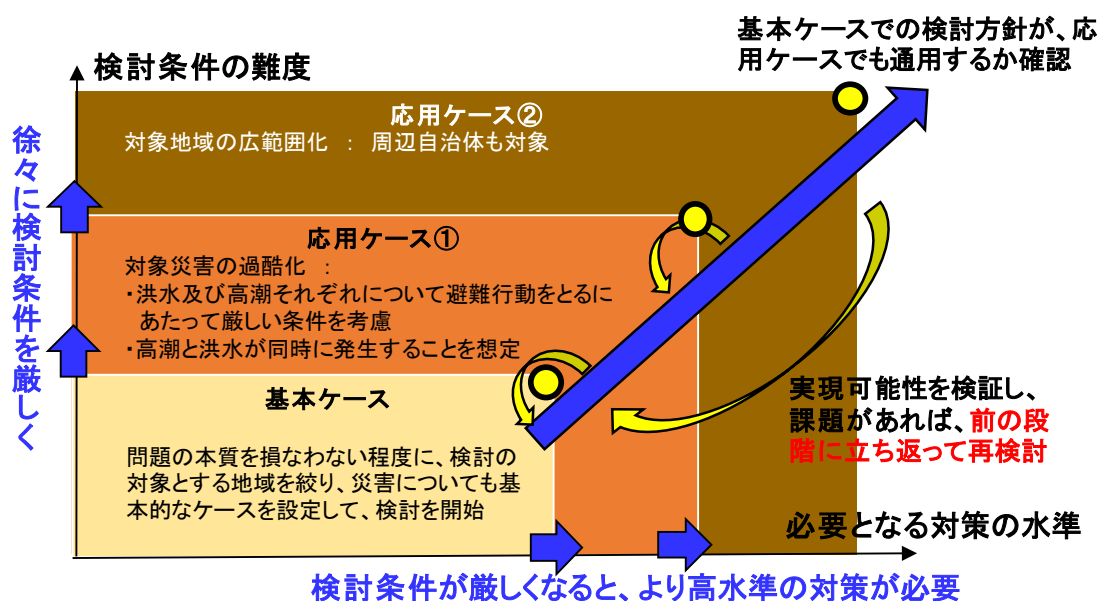 基本ケースでの検討方針が、応
用ケースでも通用するか確認
検討条件の難度
徐々に検討条件を厳しく
応用ケース②
対象地域の広範囲化 ： 周辺自治体も対象
応用ケース①
対象災害の過酷化 ：
・洪水及び高潮それぞれについて避難行動をとるに
あたって厳しい条件を考慮
・高潮と洪水が同時に発生することを想定
基本ケース
問題の本質を損なわない程度に、検討の
対象とする地域を絞り、災害についても基
本的なケースを設定して、検討を開始
実現可能性を検証し、
課題があれば、前の段
階に立ち返って再検討
必要となる対策の水準
検討条件が厳しくなると、より高水準の対策が必要